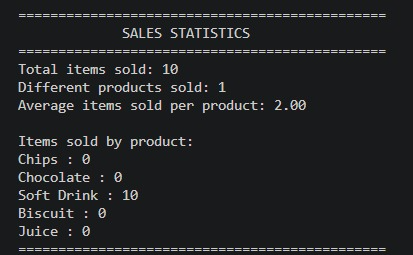 ==============================================
SALES STATISTICS
==============================================
Total items sold: 10
Different products sold: 1
Average items sold per product: 2.00
Items sold by product:
Chips : 0
Chocolate : 0
Soft Drink : 10
Biscuit : 0
Juice : 0
==============================================